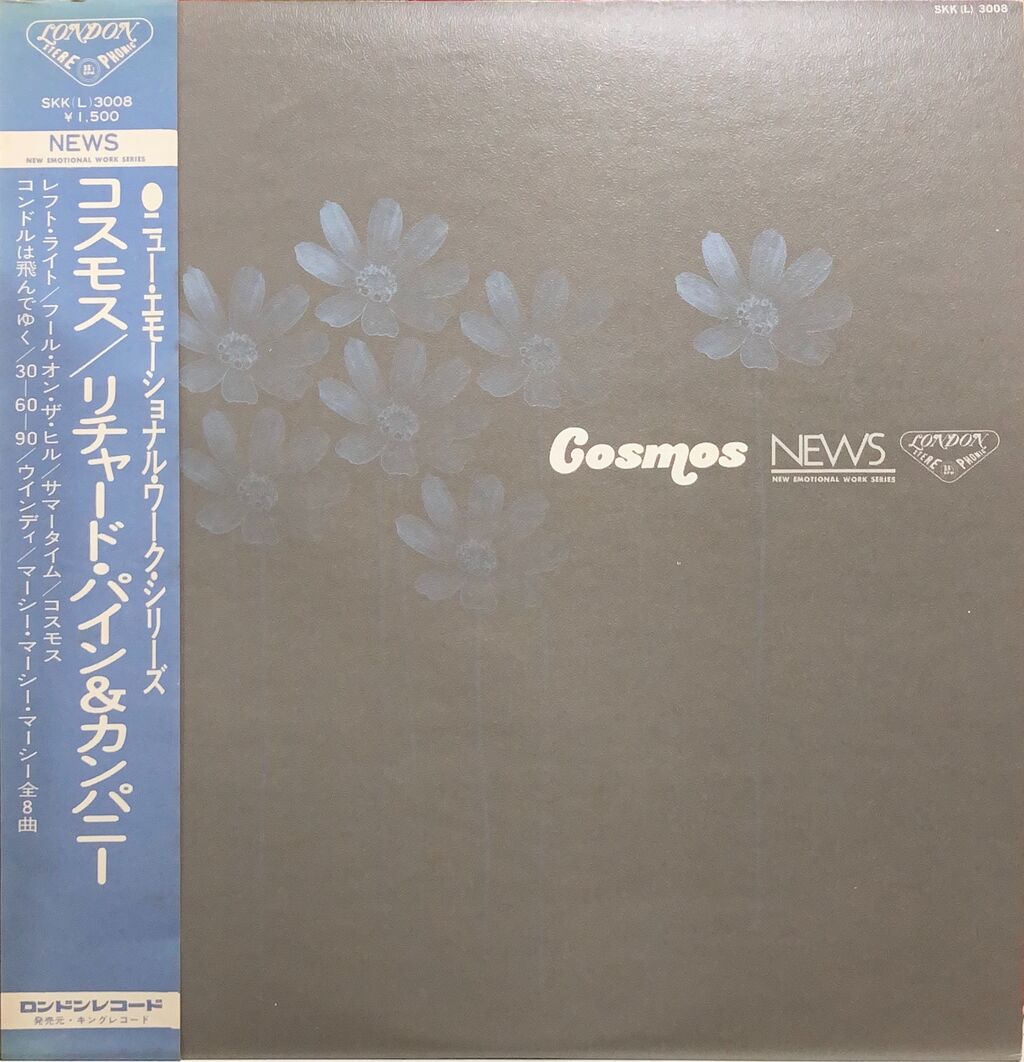 LONDON
STEREO PHONIC
SKK(L)3008
¥1,500
NEWS
NEW EMOTIONAL WORK SERIES
●ニュー・エモーショナル・ワーク・シリーズ
コスモス／リチャード・パイン&カンパニー
レフト・ライト／フール・オン・ザ・ヒル／サマータイム／コスモス
コンドルは飛んでゆく／30―60―90／ウインディ／マーシー・マーシー・マーシー全8曲
ロンドンレコード
発売元・キングレコード
SKK (L) 3008
Cosmos
NEWS
NEW EMOTIONAL WORK SERIES
LONDON
STEREO PHONIC